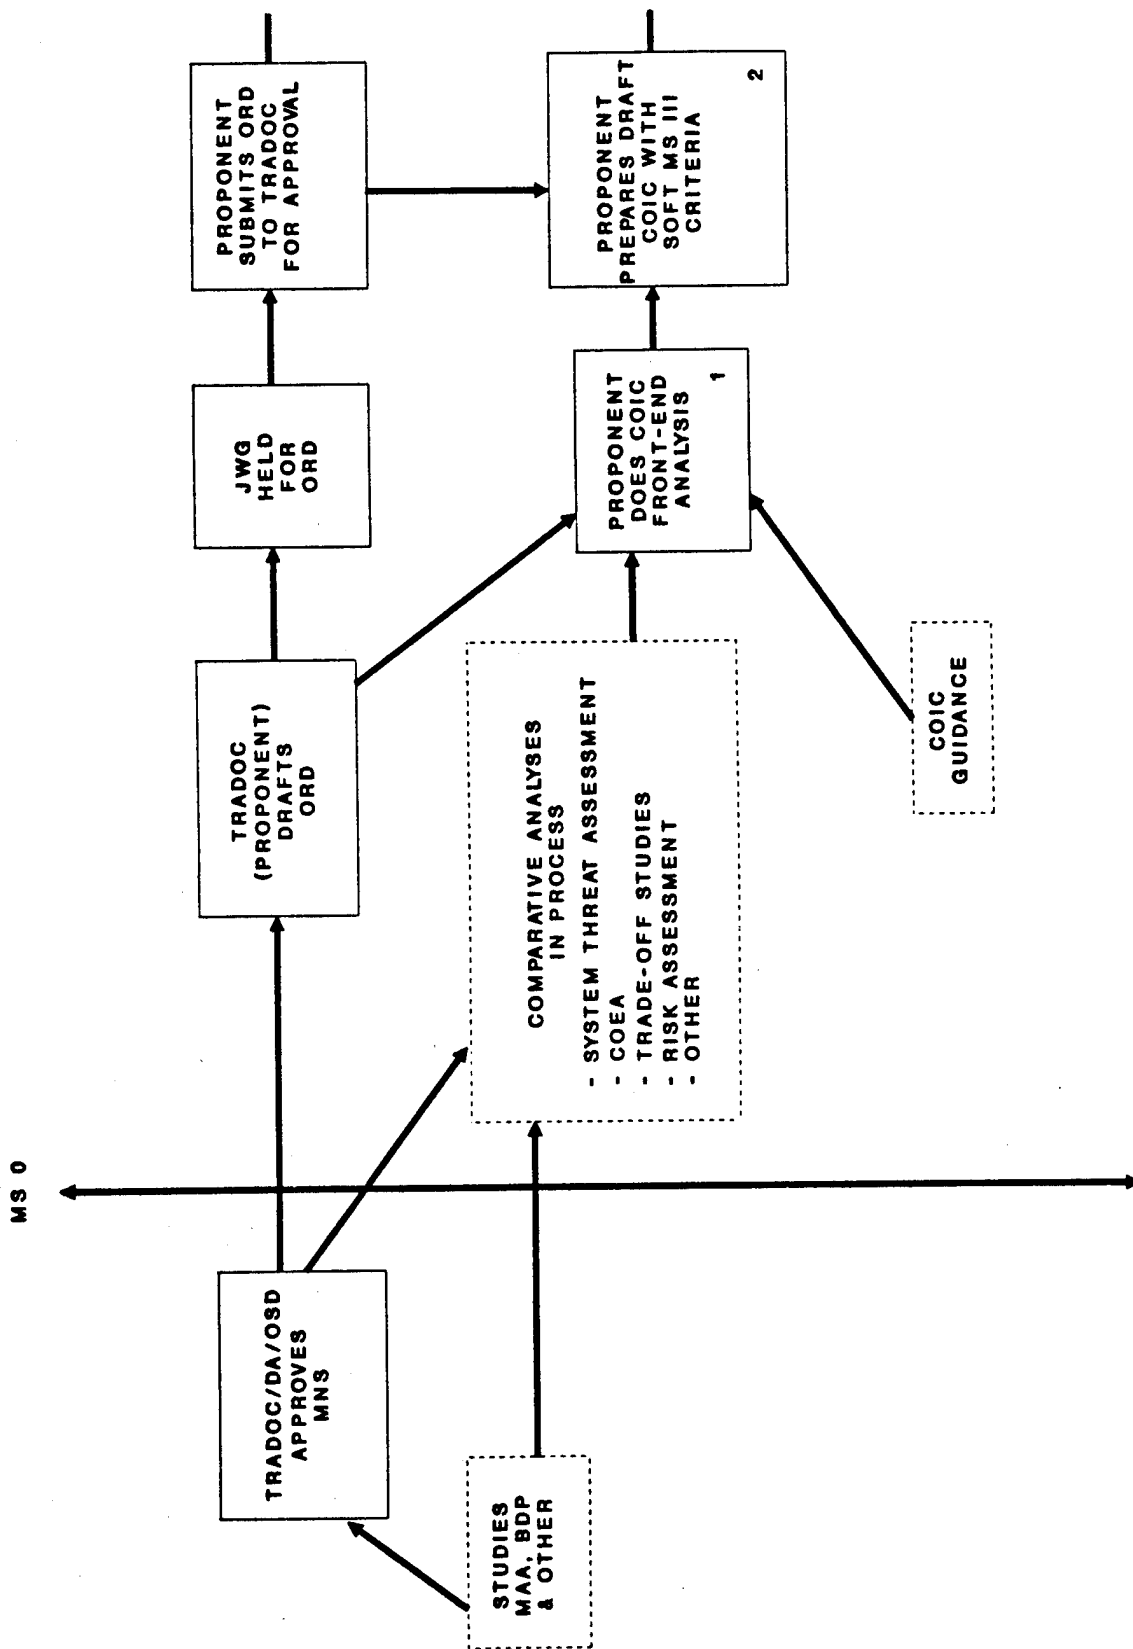 MS 0
TRADOC/DA/OSD
APPROVES
MNS
STUDIES
MAA, BDP
& OTHER
TRADOC
(PROPONENT)
DRAFTS
ORD
JWG
HELD
FOR
ORD
PROPONENT
SUBMITS ORD
TO TRADOC
FOR APPROVAL
COMPARATIVE ANALYSES
IN PROCESS
- SYSTEM THREAT ASSESSMENT
- COEA
- TRADE-OFF STUDIES
- RISK ASSESSMENT
- OTHER
PROPONENT
DOES COIC
FRONT-END
ANALYSIS
1
PROPONENT
PREPARES DRAFT
COIC WITH
SOFT MS III
CRITERIA
2
COIC
GUIDANCE